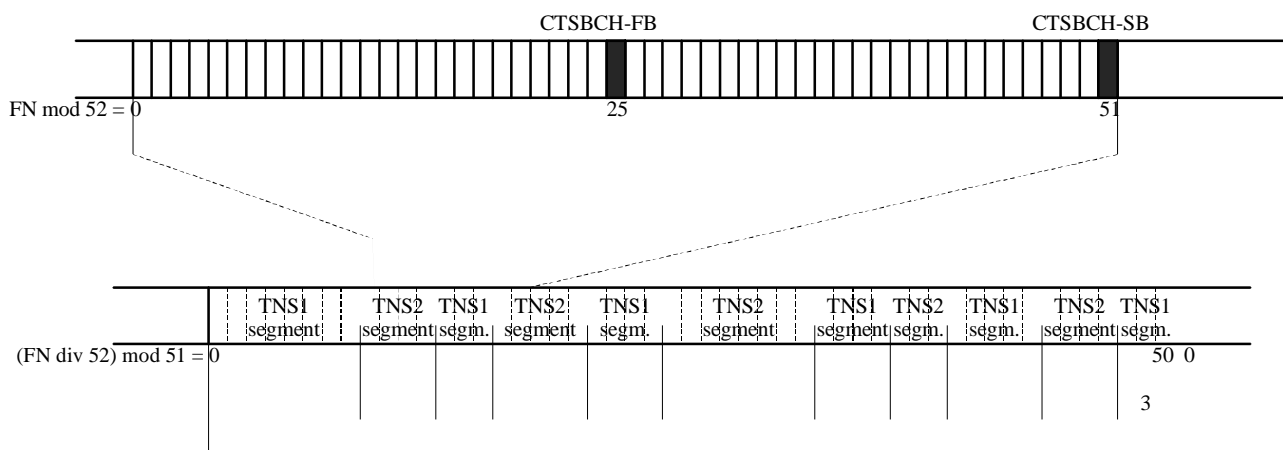 CTSBCH-FB CTSBCH-SB
FN mod 52 = 0 25 51
TNS1 TNS2 TNS1 TNS2 TNS1 TNS2 TNS1 TNS2 TNS1 TNS2 TNS1
segment segment segm. segment segm. segment segment segm. segm. segment segm.
(FN div 52) mod 51 = 0 50 0
3